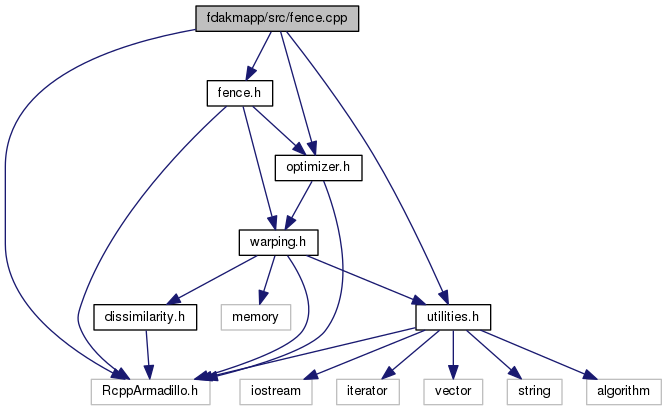 fdakmapp/src/fence.cpp
fence.h
optimizer.h
warping.h
dissimilarity.h
memory
utilities.h
RcppArmadillo.h
iostream
iterator
vector
string
algorithm